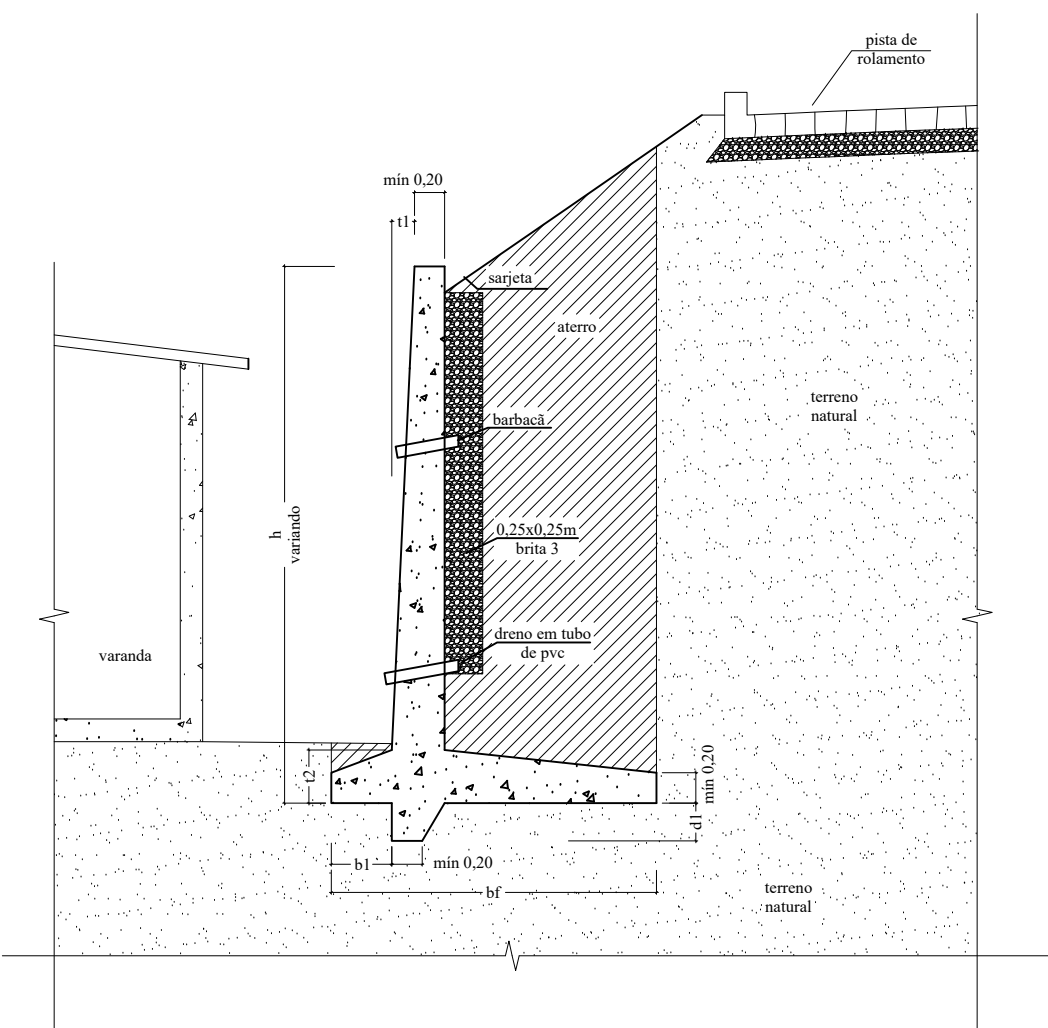 pista de
rolamento
mín 0,20
t1
sarjeta
aterro
terreno
natural
barbacã
h
variando
0,25x0,25m
brita 3
dreno em tubo
de pvc
varanda
t2
mín 0,20
d1
b1
mín 0,20
bf
terreno
natural